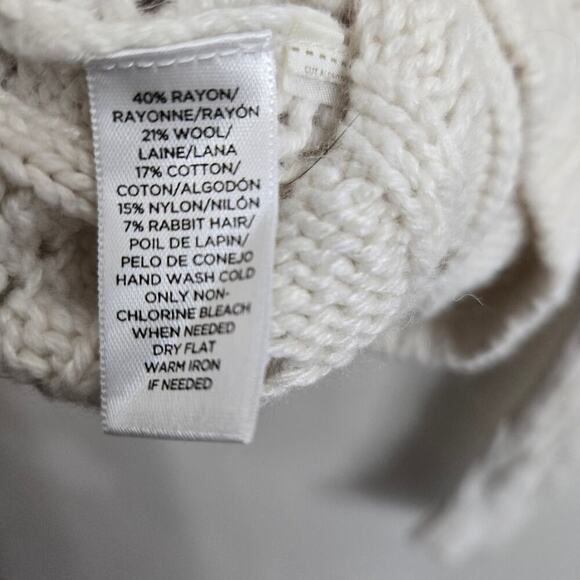 40% RAYON/
RAYONNE/RAYÓN
21% WOOL/
LAINE/LANA
17% COTTON/
COTON/ALGODÓN
15% NYLON/NILÓN
7% RABBIT HAIR/
POIL DE LAPIN/
PELO DE CONEJO
HAND WASH COLD
ONLY NON-
CHLORINE BLEACH
WHEN NEEDED
DRY FLAT
WARM IRON
IF NEEDED
CUT ALONG